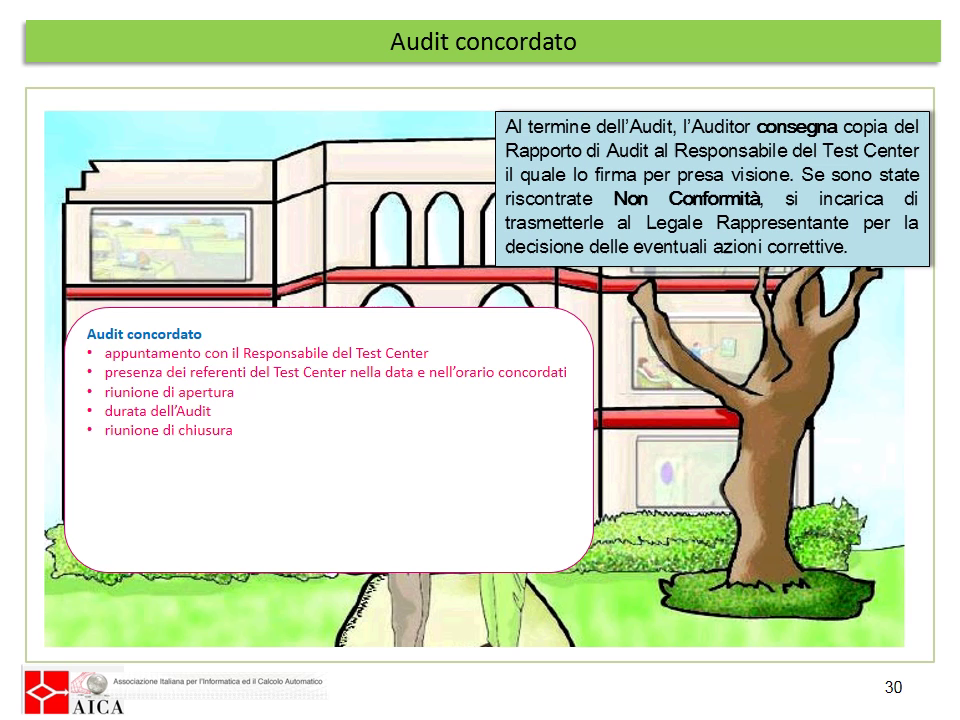 Audit concordato
Al termine dell’Audit, l’Auditor consegna copia del
Rapporto di Audit al Responsabile del Test Center
il quale lo firma per presa visione. Se sono state
riscontrate Non Conformità, si incarica di
trasmetterle al Legale Rappresentante per la
decisione delle eventuali azioni correttive.
Audit concordato
• appuntamento con il Responsabile del Test Center
• presenza dei referenti del Test Center nella data e nell’orario concordati
• riunione di apertura
• durata dell’Audit
• riunione di chiusura
Associazione Italiana per l'Informatica ed il Calcolo Automatico
AICA
30